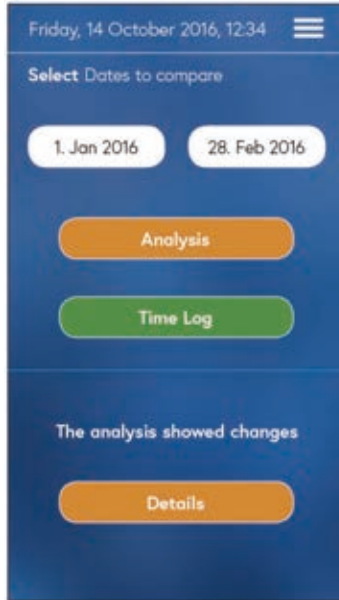 Friday, 14 October 2016, 12:34
Select Dates to compare
1. Jan 2016 28. Feb 2016
Analysis
Time Log
The analysis showed changes
Details